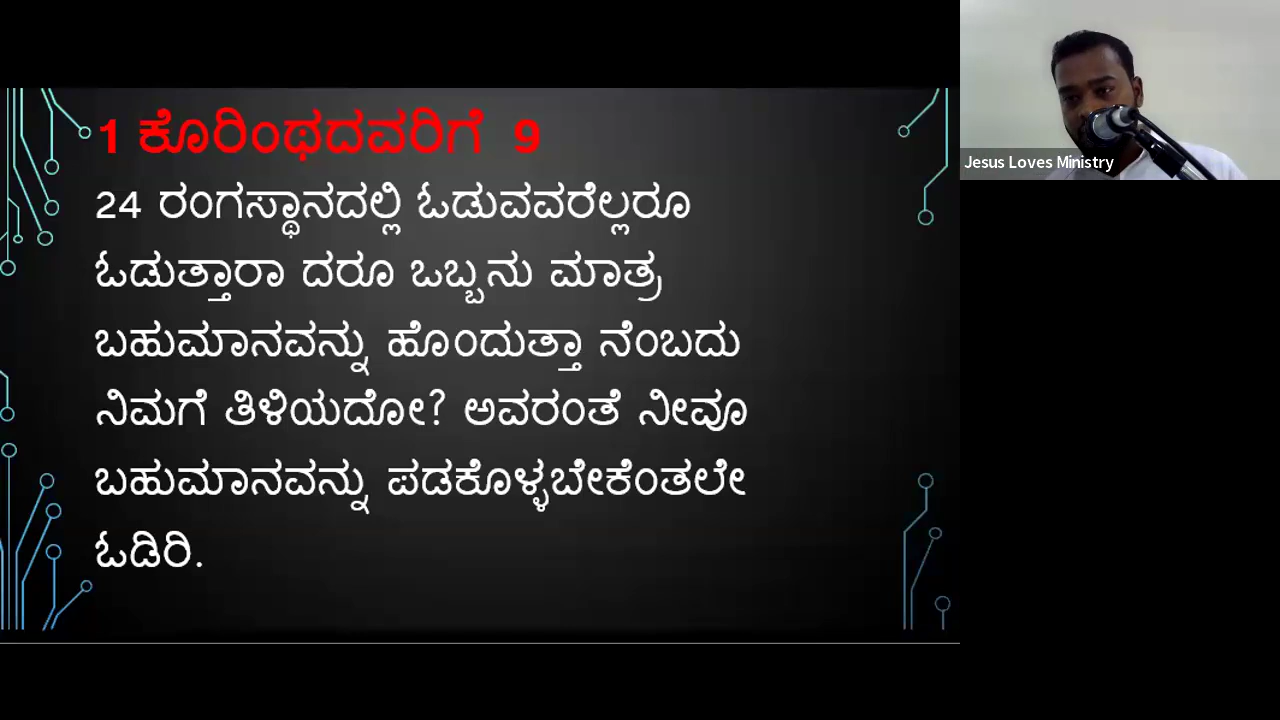 1 ಕೊರಿಂಥದವರಿಗೆ 9
24 ರಂಗಸ್ಥಾನದಲ್ಲಿ ಓಡುವವರೆಲ್ಲರೂ
ಓಡುತ್ತಾರಾ ದರೂ ಒಬ್ಬನು ಮಾತ್ರ
ಬಹುಮಾನವನ್ನು ಹೊಂದುತ್ತಾ ನೆಂಬದು
ನಿಮಗೆ ತಿಳಿಯದೋ? ಅವರಂತೆ ನೀವೂ
ಬಹುಮಾನವನ್ನು ಪಡಕೊಳ್ಳಬೇಕೆಂತಲೇ
ಓಡಿರಿ.
Jesus Loves Ministry